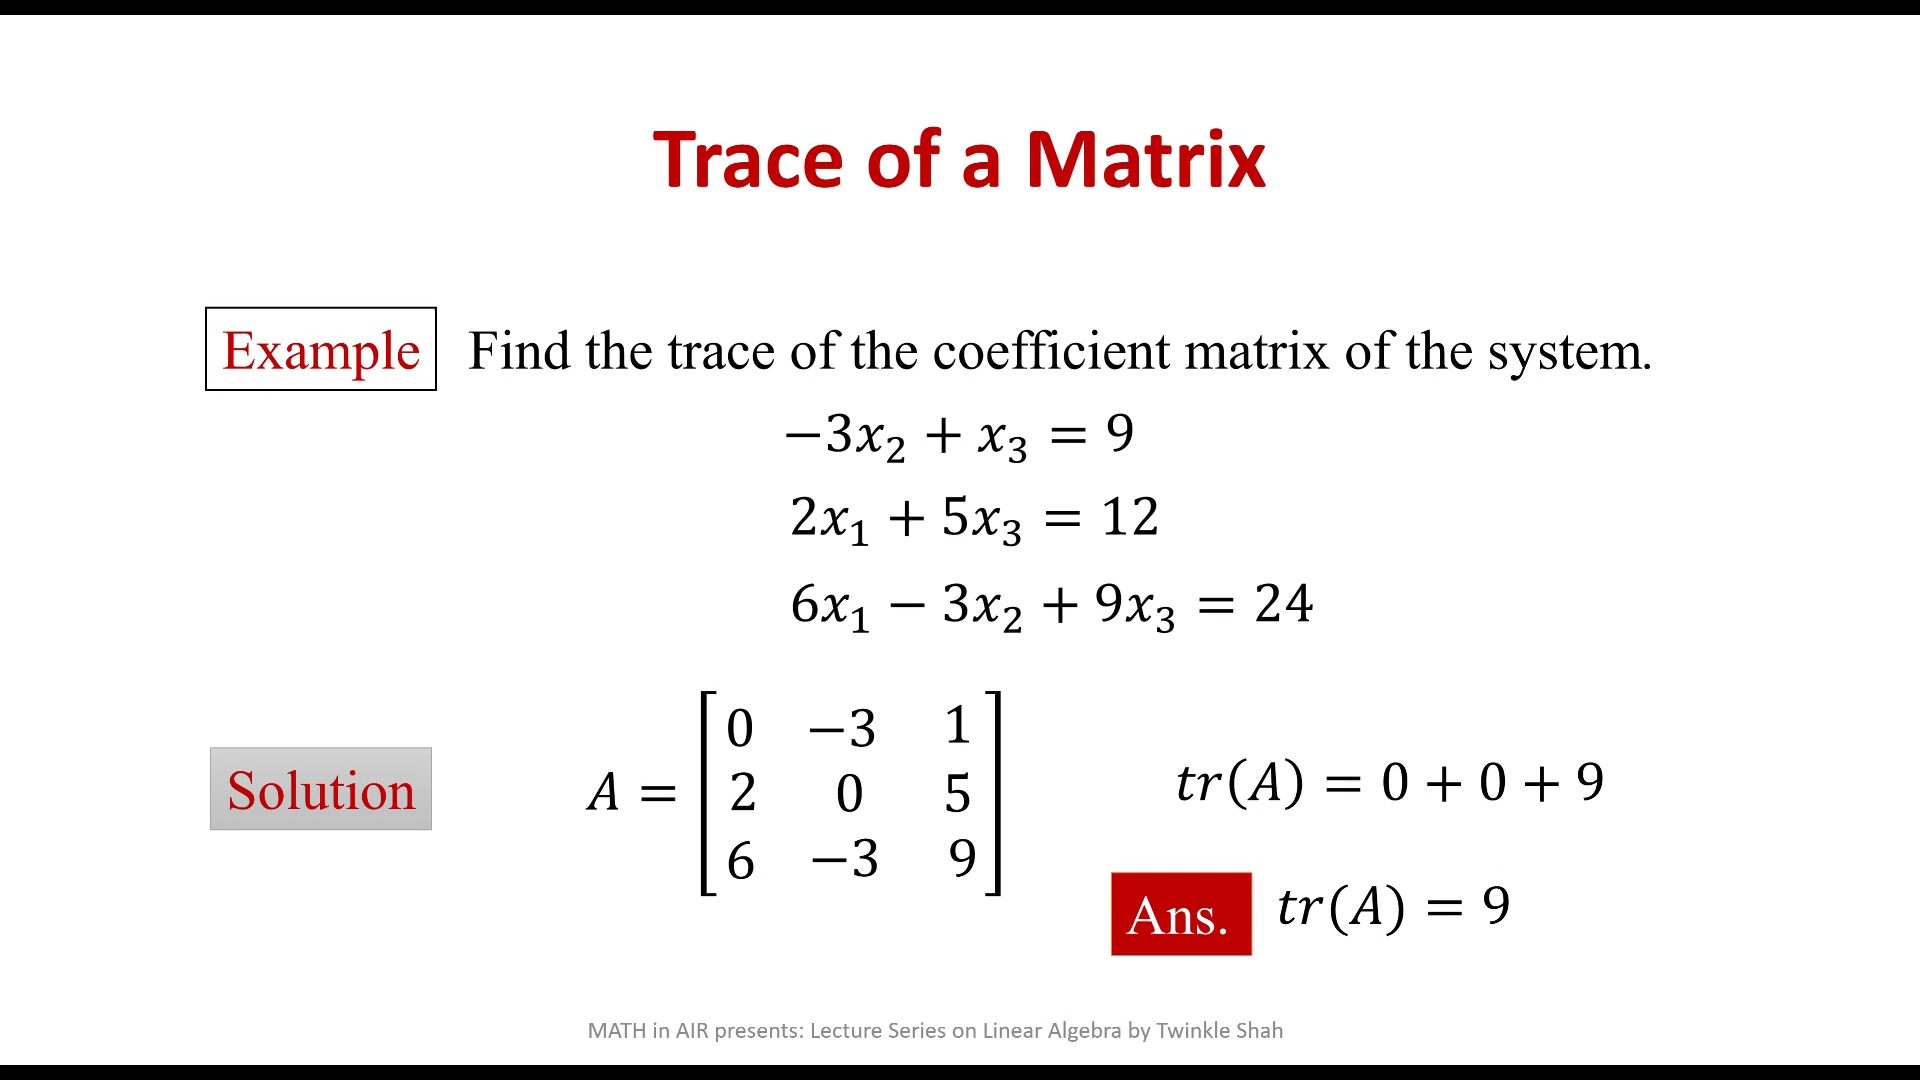 Trace of a Matrix
Example Find the trace of the coefficient matrix of the system.
−3x₂ + x₃ = 9
2x₁ + 5x₃ = 12
6x₁ − 3x₂ + 9x₃ = 24
Solution
A = [0 −3 1
2 0 5
6 −3 9]
tr(A) = 0 + 0 + 9
Ans. tr(A) = 9
MATH in AIR presents: Lecture Series on Linear Algebra by Twinkle Shah